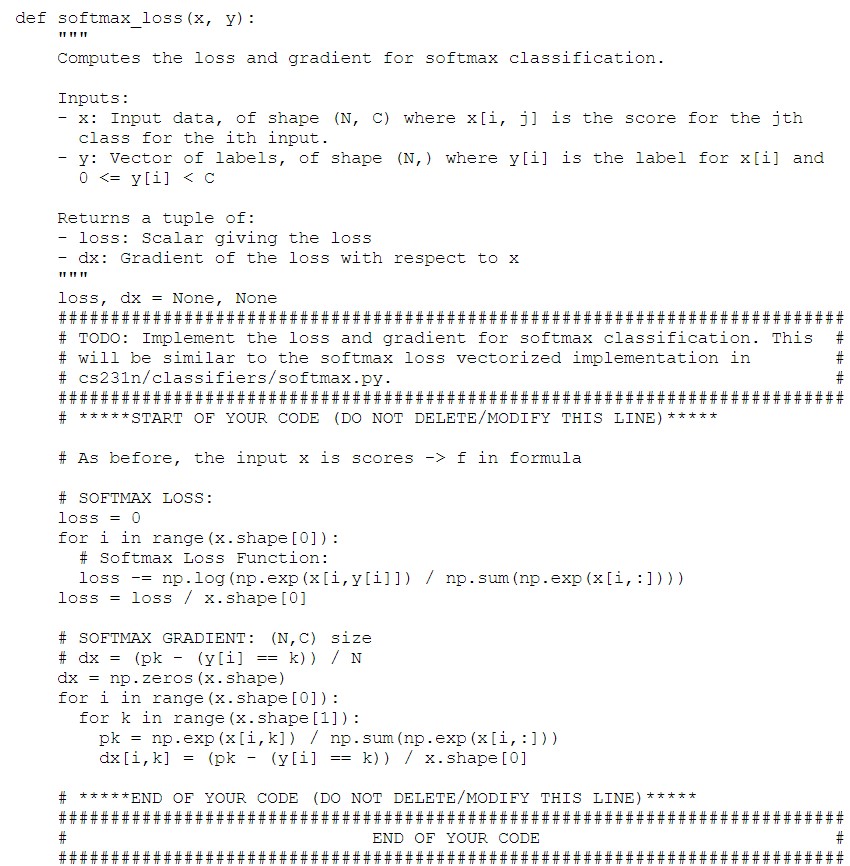 def softmax_loss(x, y):
    """
    Computes the loss and gradient for softmax classification.

    Inputs:
    - x: Input data, of shape (N, C) where x[i, j] is the score for the jth
      class for the ith input.
    - y: Vector of labels, of shape (N,) where y[i] is the label for x[i] and
      0 <= y[i] < C

    Returns a tuple of:
    - loss: Scalar giving the loss
    - dx: Gradient of the loss with respect to x
    """
    loss, dx = None, None
    ###########################################################################
    # TODO: Implement the loss and gradient for softmax classification. This  #
    # will be similar to the softmax loss vectorized implementation in        #
    # cs231n/classifiers/softmax.py.                                          #
    ###########################################################################
    # *****START OF YOUR CODE (DO NOT DELETE/MODIFY THIS LINE)*****

    # As before, the input x is scores -> f in formula

    # SOFTMAX LOSS:
    loss = 0
    for i in range(x.shape[0]):
      # Softmax Loss Function:
      loss -= np.log(np.exp(x[i,y[i]]) / np.sum(np.exp(x[i,:])))
    loss = loss / x.shape[0]

    # SOFTMAX GRADIENT: (N,C) size
    # dx = (pk - (y[i] == k)) / N
    dx = np.zeros(x.shape)
    for i in range(x.shape[0]):
      for k in range(x.shape[1]):
        pk = np.exp(x[i,k]) / np.sum(np.exp(x[i,:]))
        dx[i,k] = (pk - (y[i] == k)) / x.shape[0]

    # *****END OF YOUR CODE (DO NOT DELETE/MODIFY THIS LINE)*****
    ###########################################################################
    #                             END OF YOUR CODE                            #
    ###########################################################################